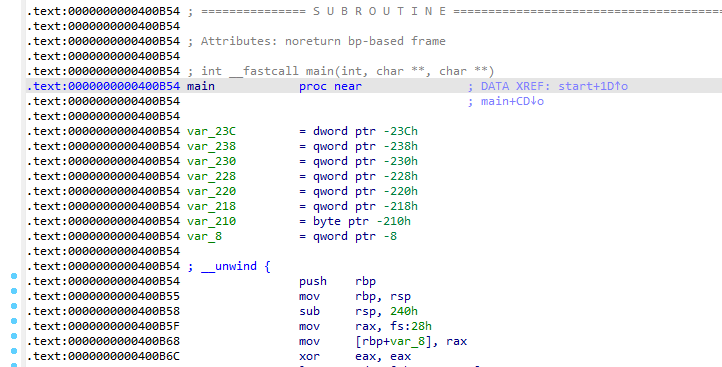 .text:0000000000400B54 ; =============== S U B R O U T I N E =======================================
.text:0000000000400B54
.text:0000000000400B54 ; Attributes: noreturn bp-based frame
.text:0000000000400B54
.text:0000000000400B54 ; int __fastcall main(int, char **, char **)
.text:0000000000400B54 main proc near ; DATA XREF: start+1D↑o
.text:0000000000400B54 ; main+CD↓o
.text:0000000000400B54
.text:0000000000400B54 var_23C = dword ptr -23Ch
.text:0000000000400B54 var_238 = qword ptr -238h
.text:0000000000400B54 var_230 = qword ptr -230h
.text:0000000000400B54 var_228 = qword ptr -228h
.text:0000000000400B54 var_220 = qword ptr -220h
.text:0000000000400B54 var_218 = qword ptr -218h
.text:0000000000400B54 var_210 = byte ptr -210h
.text:0000000000400B54 var_8 = qword ptr -8
.text:0000000000400B54
.text:0000000000400B54 ; __unwind {
.text:0000000000400B54 push rbp
.text:0000000000400B55 mov rbp, rsp
.text:0000000000400B58 sub rsp, 240h
.text:0000000000400B5F mov rax, fs:28h
.text:0000000000400B68 mov [rbp+var_8], rax
.text:0000000000400B6C xor eax, eax